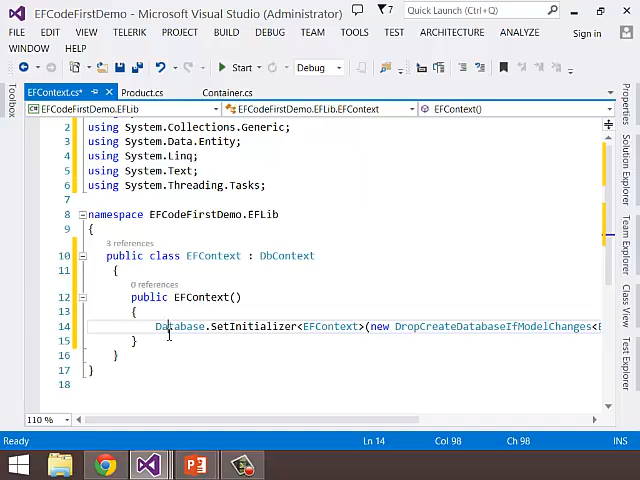 EFCodeFirstDemo - Microsoft Visual Studio (Administrator)
7
Quick Launch (Ctrl+Q)
FILE EDIT VIEW TELERIK PROJECT BUILD DEBUG TEAM TOOLS TEST ARCHITECTURE ANALYZE Sign in
WINDOW HELP
Start Debug
EFContext.cs* Product.cs Container.cs
EFCodeFirstDemo.EFLib EFCodeFirstDemo.EFLib.EFContext EFContext()
2 using System.Collections.Generic;
3 using System.Data.Entity;
4 using System.Linq;
5 using System.Text;
6 using System.Threading.Tasks;
7
8 namespace EFCodeFirstDemo.EFLib
9 {
3 references
10 public class EFContext : DbContext
11 {
0 references
12 public EFContext()
13 {
14 Database.SetInitializer<EFContext>(new DropCreateDatabaseIfModelChanges<E
15 }
16 }
17 }
18
110 %
Toolbox
Properties
Solution Explorer
Team Explorer
Class View
Test Explorer
Ready Ln 14 Col 98 Ch 98 INS